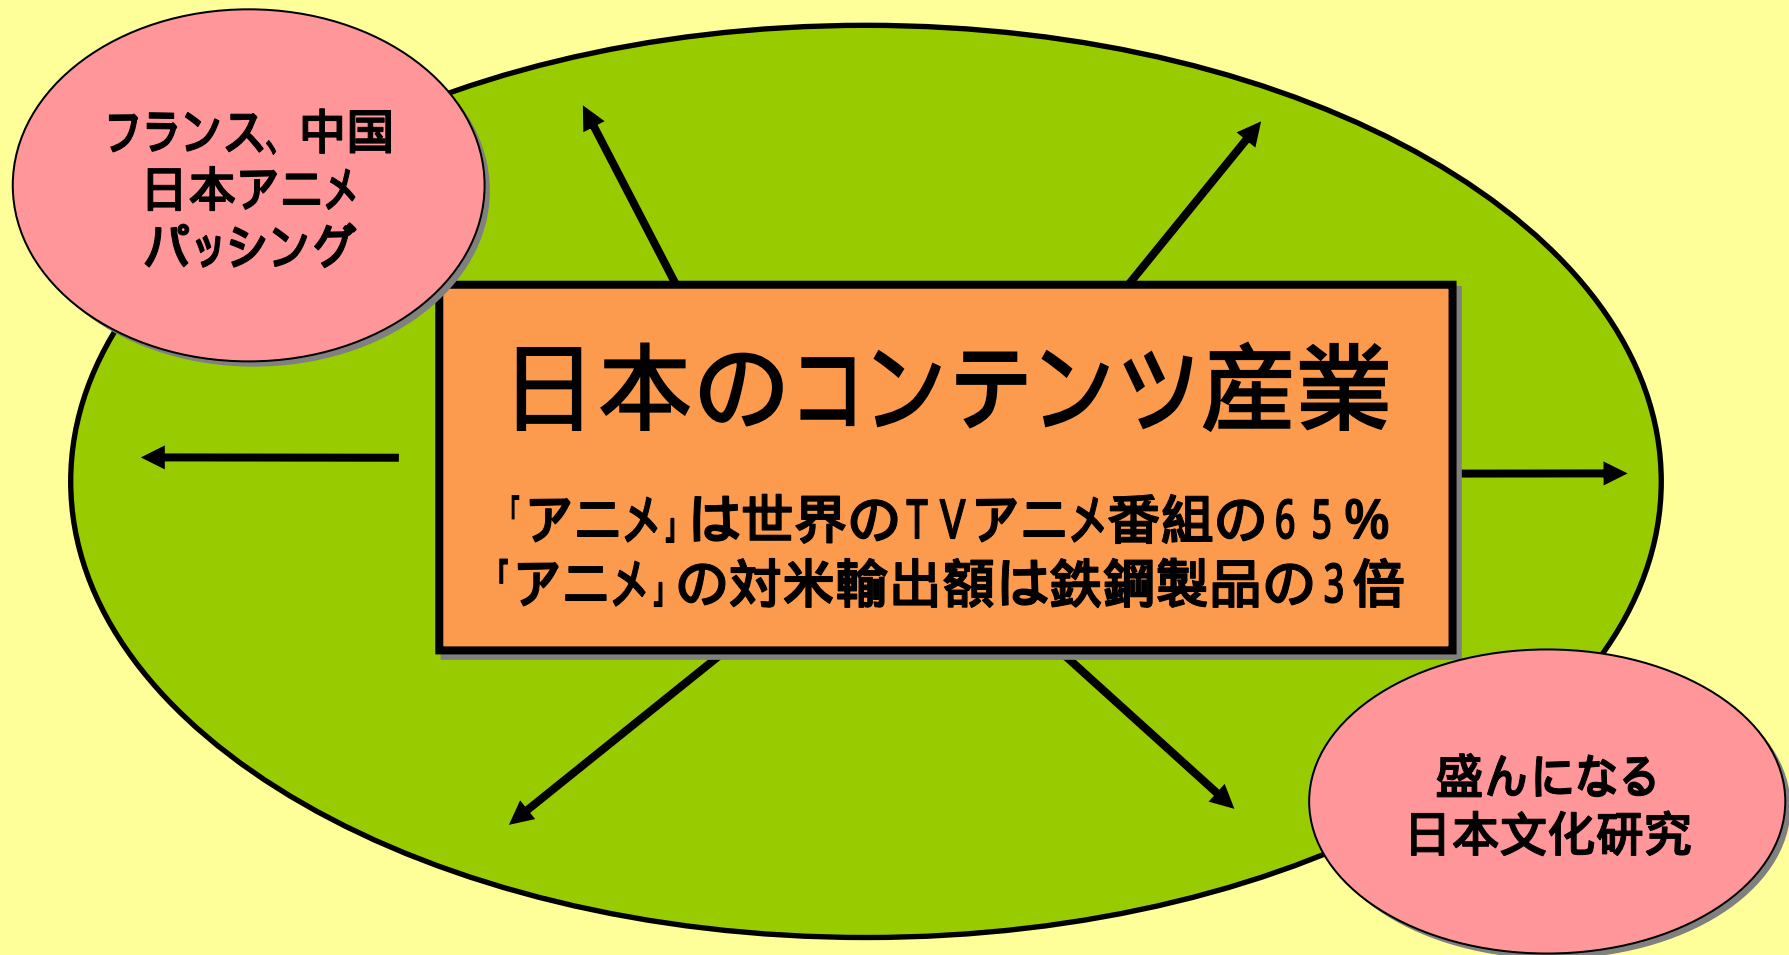 フランス、中国
日本アニメ
パッシング
日本のコンテンツ産業
「アニメ」は世界のTVアニメ番組の65%
「アニメ」の対米輸出額は鉄鋼製品の3倍
盛んになる
日本文化研究